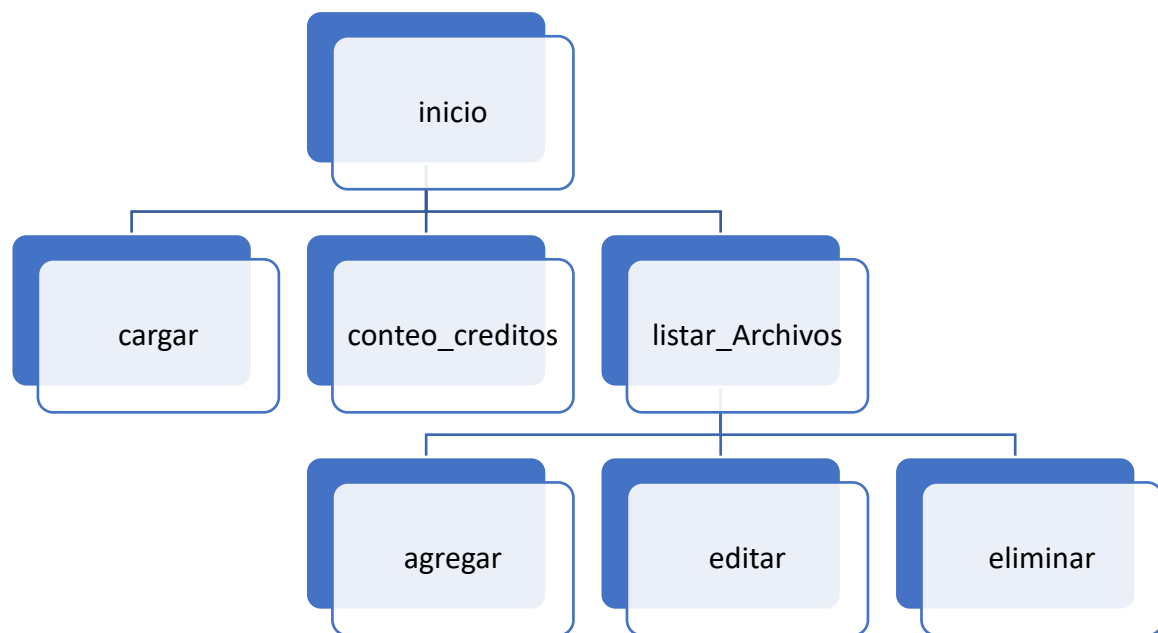 inicio
cargar
conteo_creditos
listar_Archivos
agregar
editar
eliminar